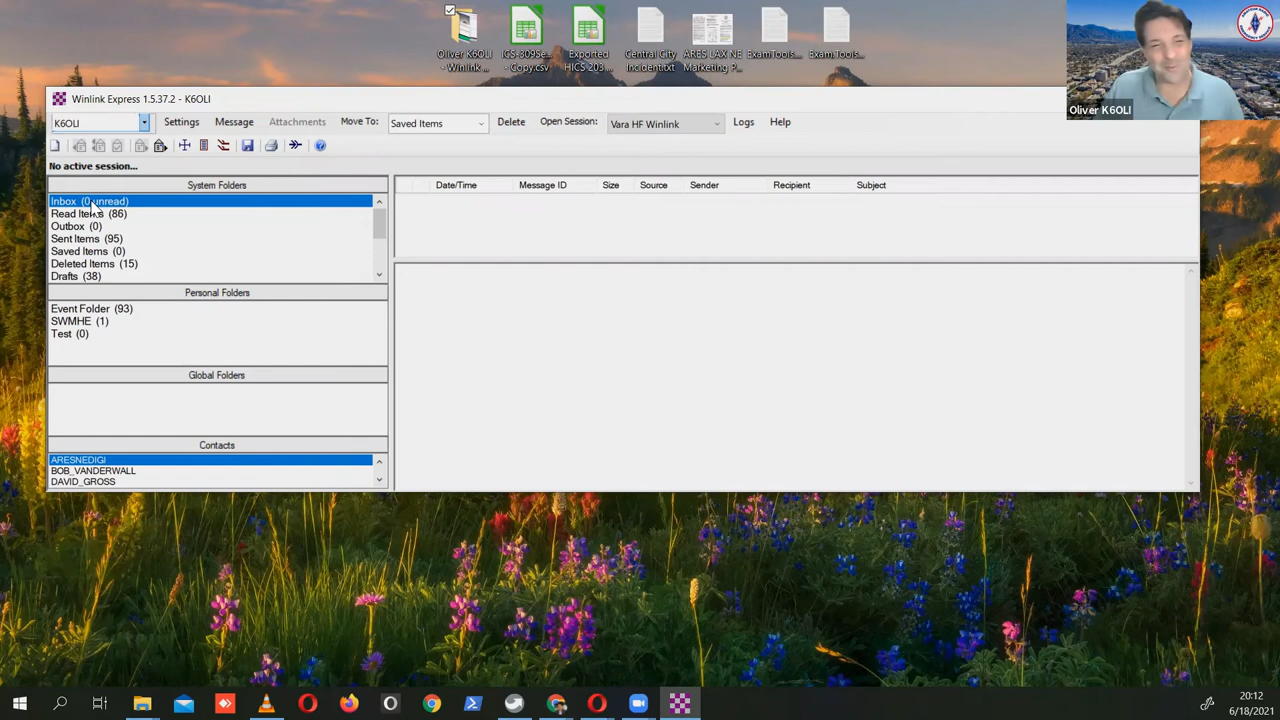 Oliver K6OLI
- Winlink ...
ICS-309Se...
- Copy.csv
Exported
HICS 203 ...
Central City
Incident.txt
ARES LAX NE
Marketing P...
ExamTools...
ExamTools...
Oliver K6OLI
Winlink Express 1.5.37.2 - K6OLI
K6OLI
Settings
Message
Attachments
Move To:
Saved Items
Delete
Open Session:
Vara HF Winlink
Logs
Help
No active session...
System Folders
Date/Time
Message ID
Size
Source
Sender
Recipient
Subject
Inbox (0 unread)
Read Items (86)
Outbox (0)
Sent Items (95)
Saved Items (0)
Deleted Items (15)
Drafts (38)
Personal Folders
Event Folder (93)
SWMHE (1)
Test (0)
Global Folders
Contacts
ARESNEDIGI
BOB_VANDERWALL
DAVID_GROSS
20:12
6/18/2021